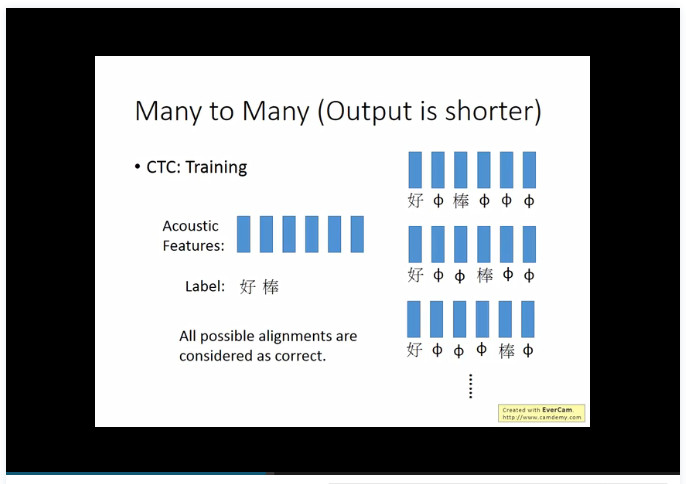 Many to Many (Output is shorter)
• CTC: Training
Acoustic
Features:
Label: 好 棒
All possible alignments are
considered as correct.
好 ϕ 棒 ϕ ϕ ϕ
好 ϕ ϕ 棒 ϕ ϕ
好 ϕ ϕ ϕ 棒 ϕ
Created with EverCam.
http://www.camdemy.com